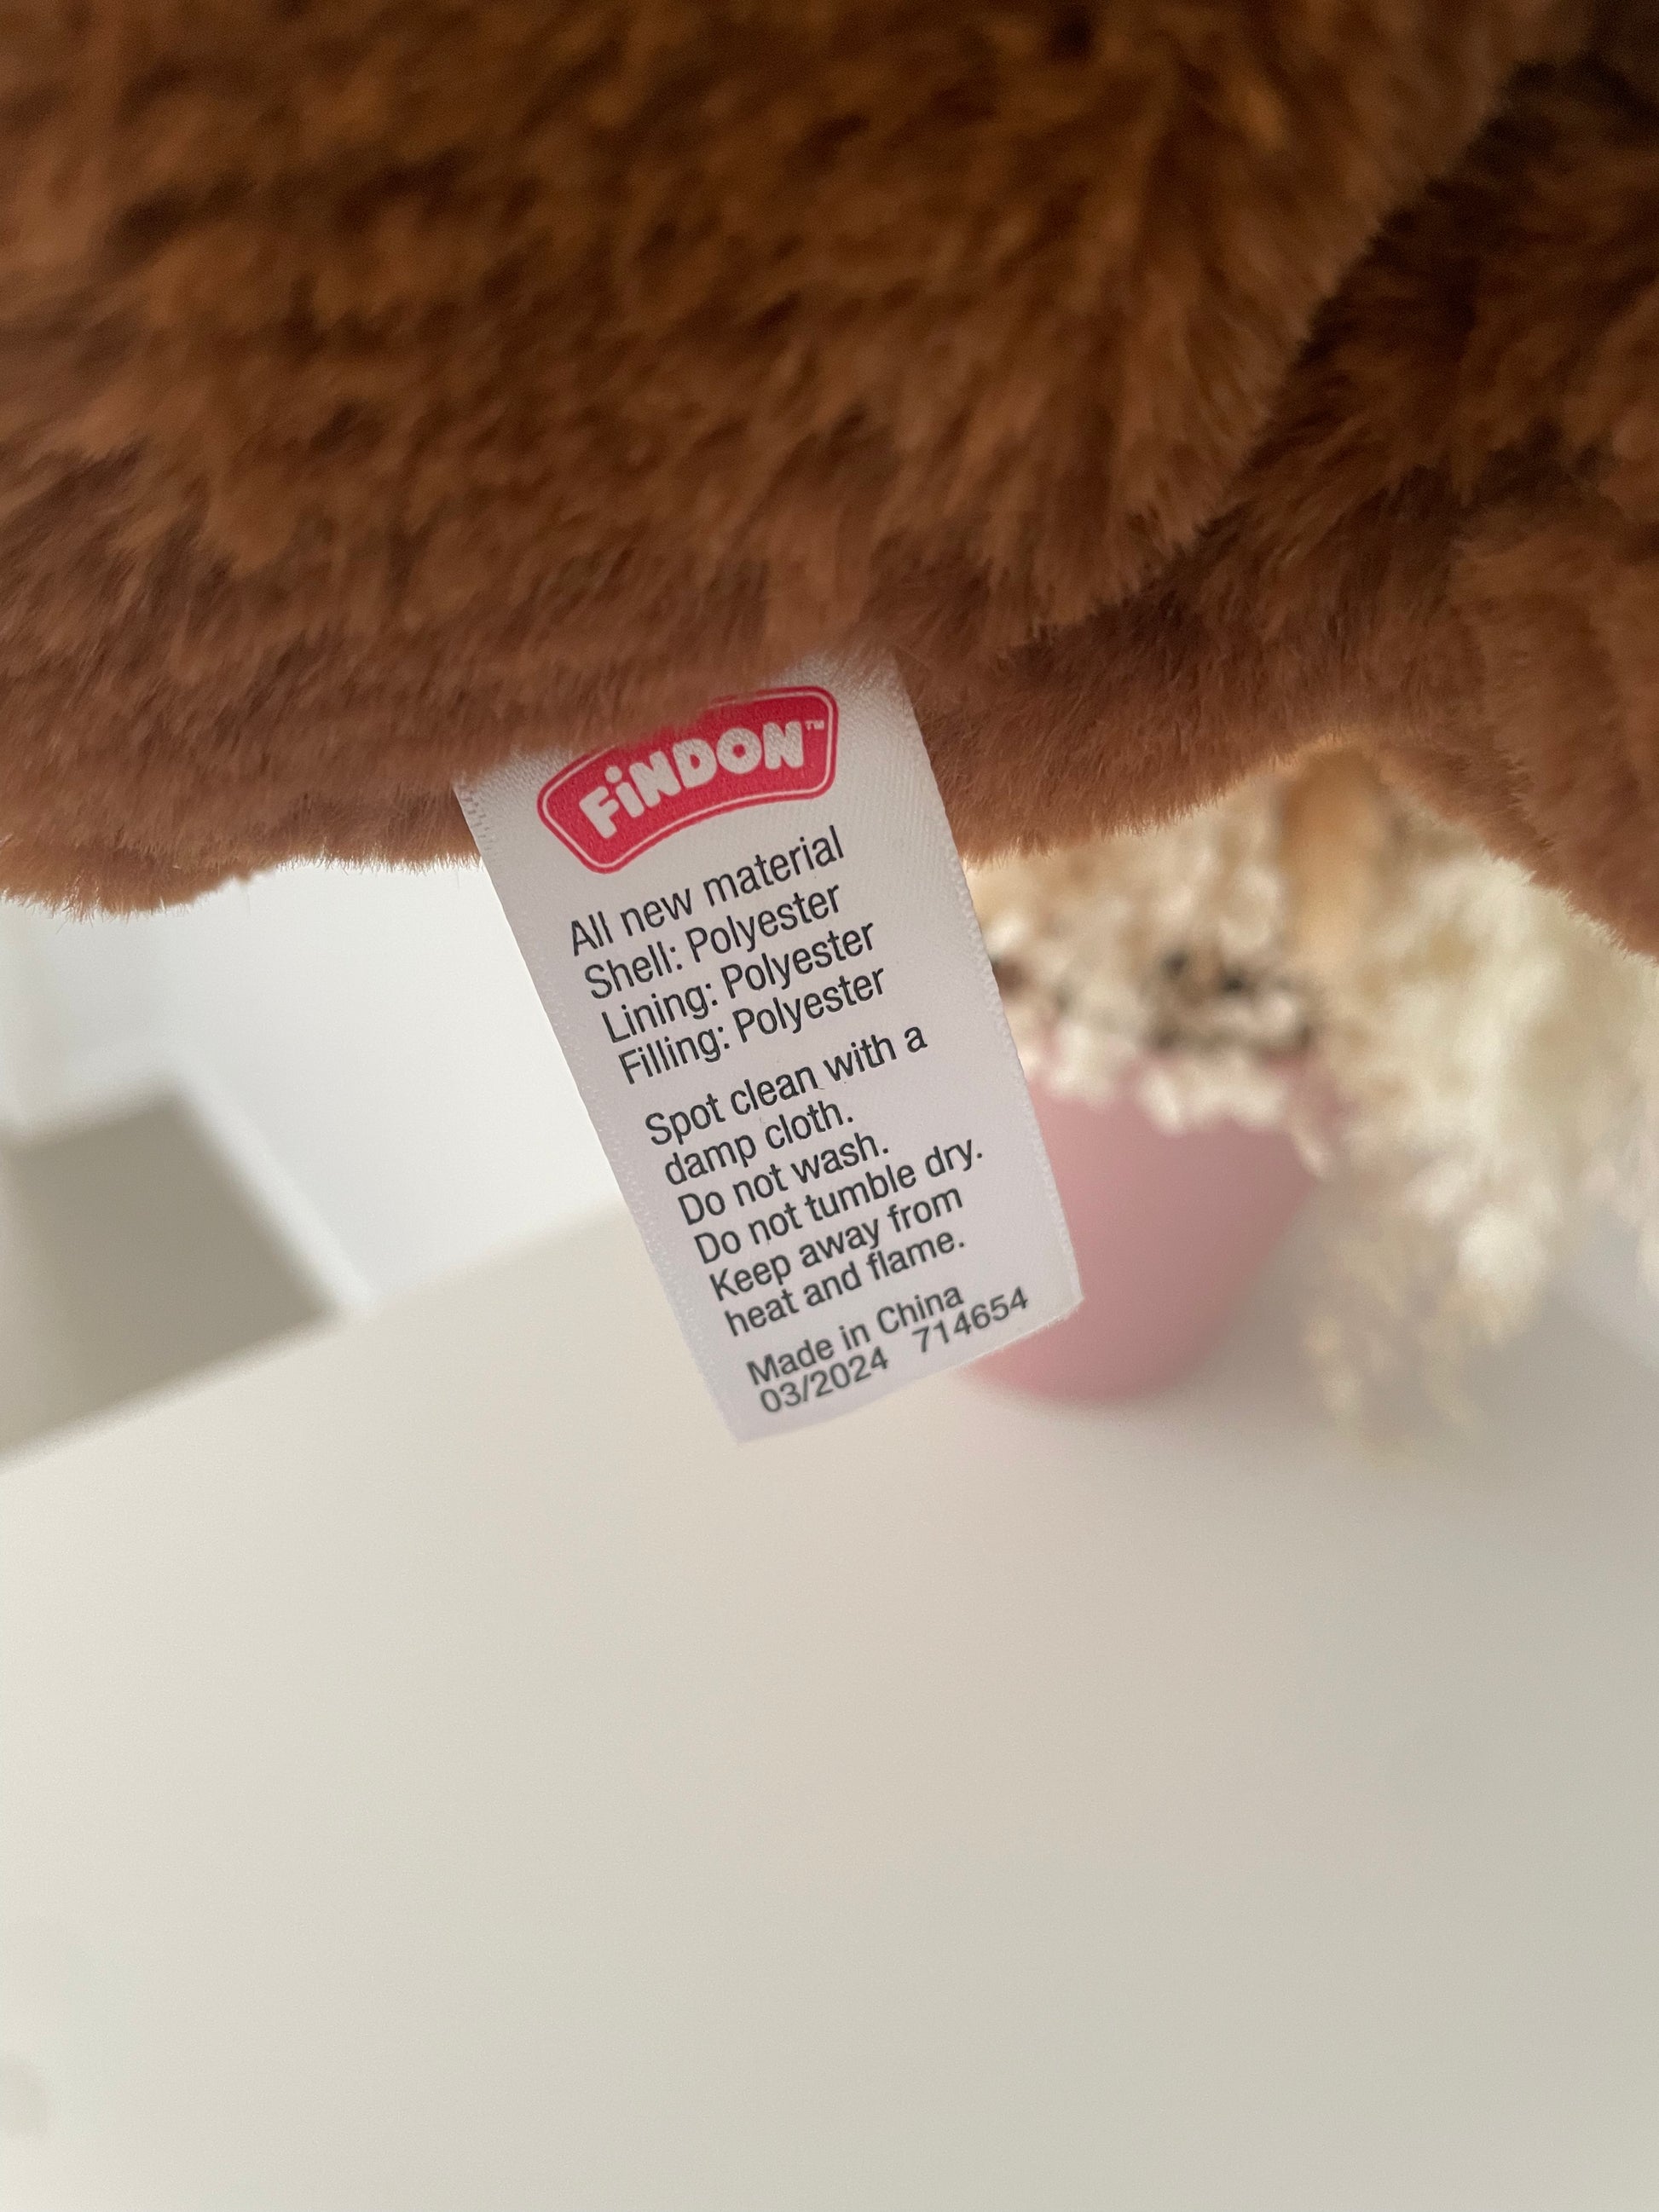 FiNDON™
All new material
Shell: Polyester
Lining: Polyester
Filling: Polyester
Spot clean with a
damp cloth.
Do not wash.
Do not tumble dry.
Keep away from
heat and flame.
Made in China
03/2024 714654